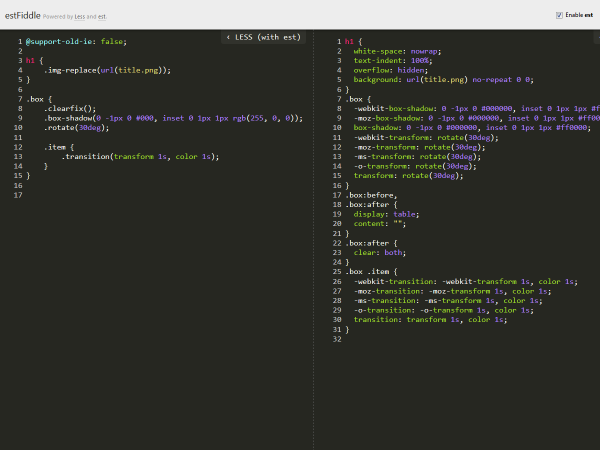 estFiddle Powered by Less and est.
Enable est
‹ LESS (with est)
1 @support-old-ie: false;
2
3 h1 {
4 .img-replace(url(title.png));
5 }
6
7 .box {
8 .clearfix();
9 .box-shadow(0 -1px 0 #000, inset 0 1px 1px rgb(255, 0, 0));
10 .rotate(30deg);
11
12 .item {
13 .transition(transform 1s, color 1s);
14 }
15 }
16
17
1 h1 {
2 white-space: nowrap;
3 text-indent: 100%;
4 overflow: hidden;
5 background: url(title.png) no-repeat 0 0;
6 }
7 .box {
8 -webkit-box-shadow: 0 -1px 0 #000000, inset 0 1px 1px #f
9 -moz-box-shadow: 0 -1px 0 #000000, inset 0 1px 1px #ff00
10 box-shadow: 0 -1px 0 #000000, inset 0 1px 1px #ff0000;
11 -webkit-transform: rotate(30deg);
12 -moz-transform: rotate(30deg);
13 -ms-transform: rotate(30deg);
14 -o-transform: rotate(30deg);
15 transform: rotate(30deg);
16 }
17 .box:before,
18 .box:after {
19 display: table;
20 content: "";
21 }
22 .box:after {
23 clear: both;
24 }
25 .box .item {
26 -webkit-transition: -webkit-transform 1s, color 1s;
27 -moz-transition: -moz-transform 1s, color 1s;
28 -ms-transition: -ms-transform 1s, color 1s;
29 -o-transition: -o-transform 1s, color 1s;
30 transition: transform 1s, color 1s;
31 }
32